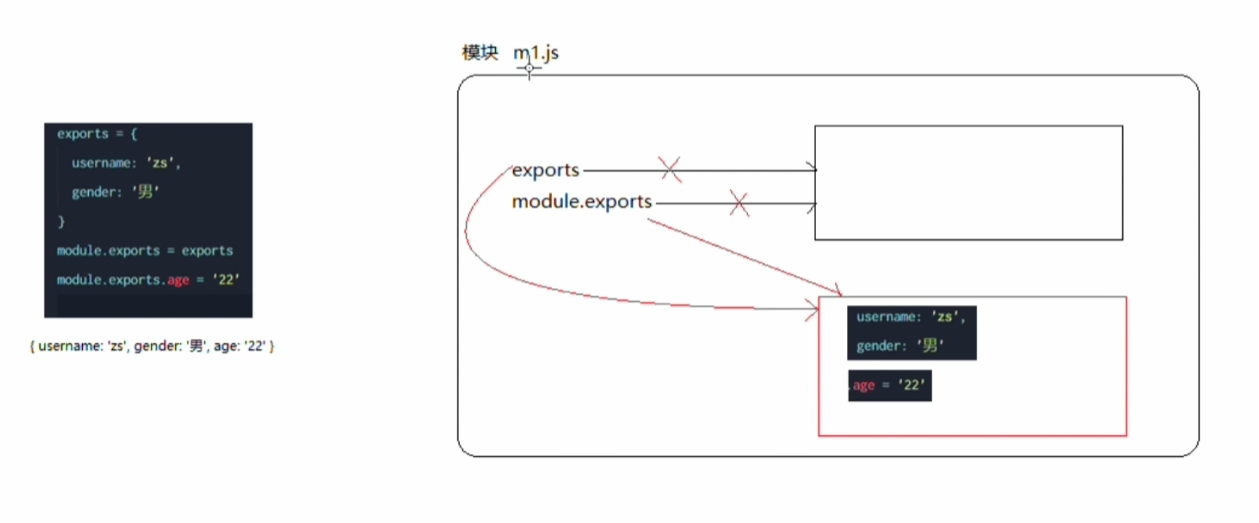 模块 m1.js
exports = {
username: 'zs',
gender: '男'
}
module.exports = exports
module.exports.age = '22'
{ username: 'zs', gender: '男', age: '22' }
exports
module.exports
username: 'zs',
gender: '男'
.age = '22'